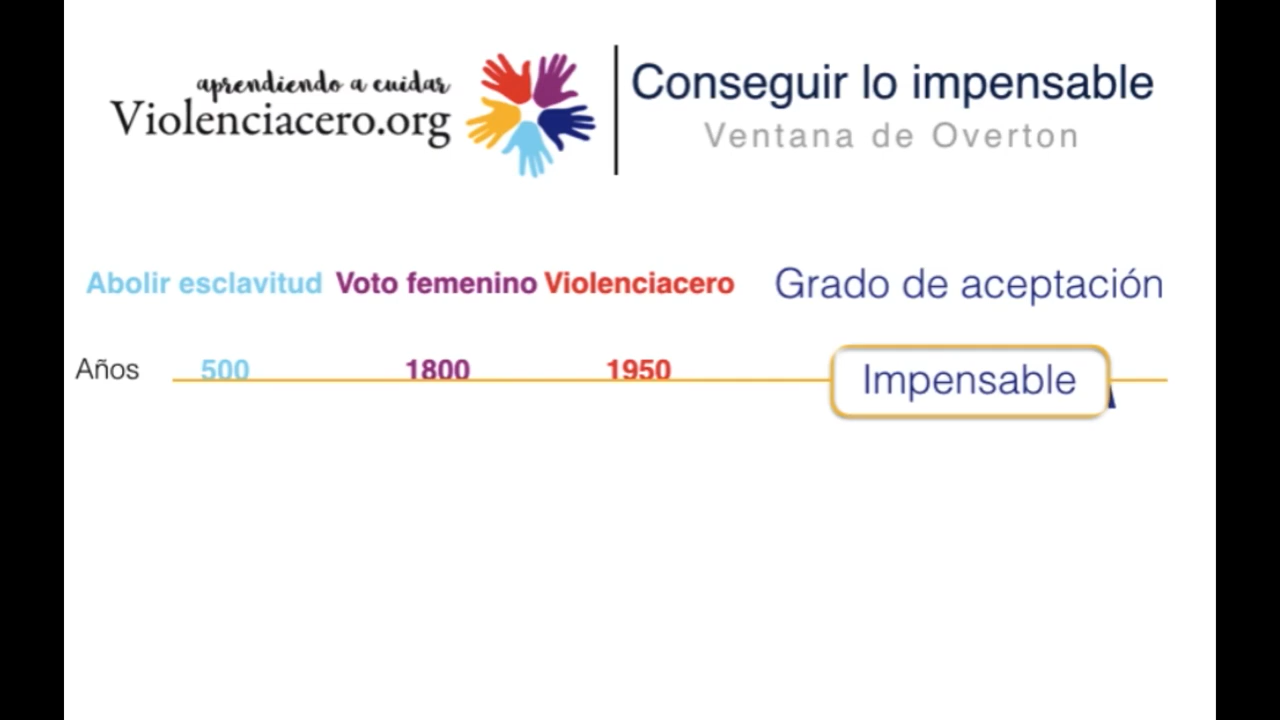 aprendiendo a cuidar
Violenciacero.org
Conseguir lo impensable
Ventana de Overton
Abolir esclavitud Voto femenino Violenciacero Grado de aceptación
Años 500 1800 1950 Impensable